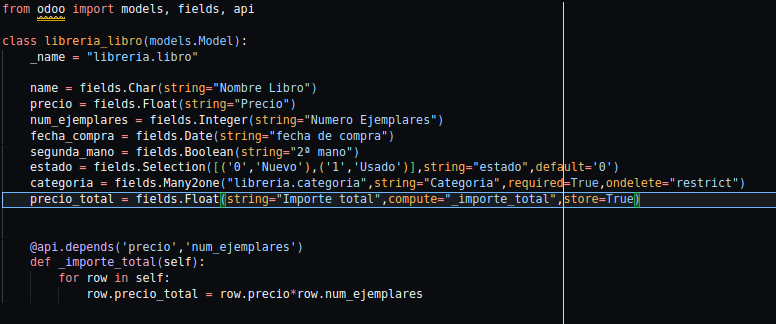 from odoo import models, fields, api
class libreria_libro(models.Model):
_name = "libreria.libro"
name = fields.Char(string="Nombre Libro")
precio = fields.Float(string="Precio")
num_ejemplares = fields.Integer(string="Numero Ejemplares")
fecha_compra = fields.Date(string="fecha de compra")
segunda_mano = fields.Boolean(string="2ª mano")
estado = fields.Selection([('0','Nuevo'),('1','Usado')],string="estado",default='0')
categoria = fields.Many2one("libreria.categoria",string="Categoria",required=True,ondelete="restrict")
precio_total = fields.Float(string="Importe total",compute="_importe_total",store=True)
@api.depends('precio','num_ejemplares')
def _importe_total(self):
for row in self:
row.precio_total = row.precio*row.num_ejemplares